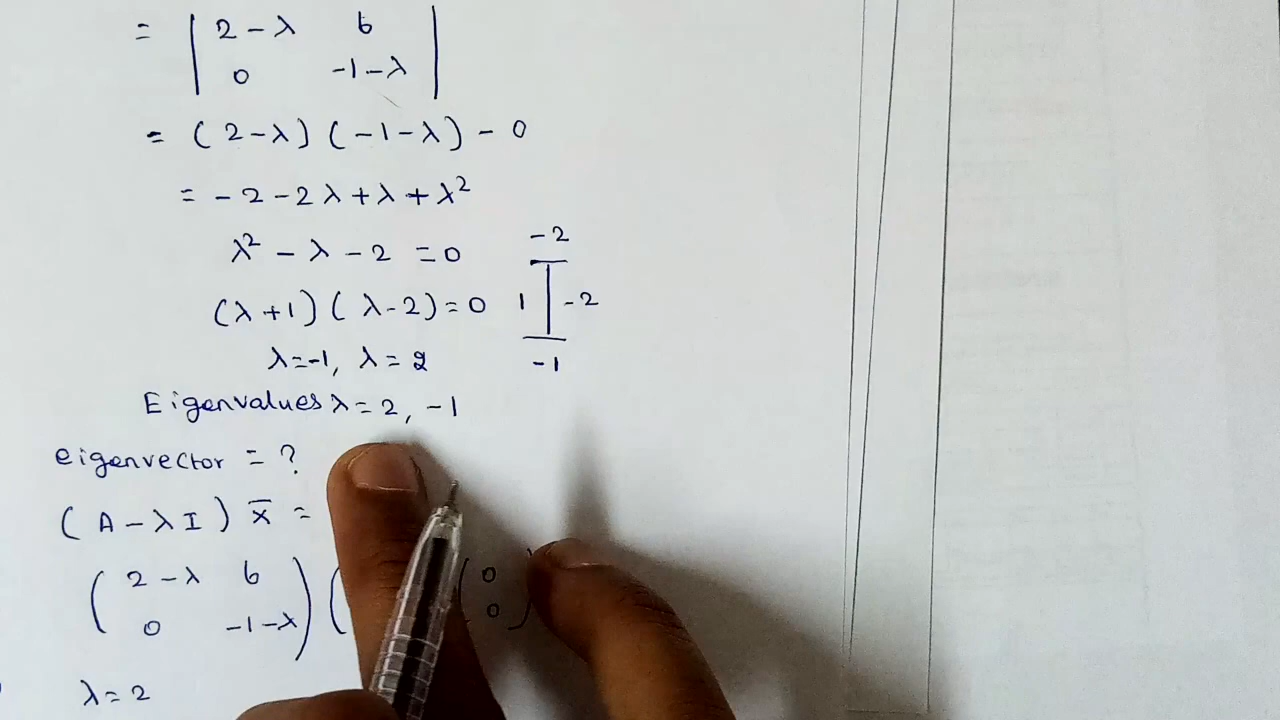 = | 2-λ 6 |
| 0 -1-λ |
= (2-λ) (-1-λ) - 0
= -2-2λ+λ+λ²
λ² - λ - 2 = 0
-2
(λ+1) (λ-2) = 0
1 -2
-1
λ=-1, λ=2
Eigenvalues λ=2, -1
eigenvector = ?
(A-λI) x̄ =
( 2-λ 6 ) ( ( 0 )
0 -1-λ 0
λ=2